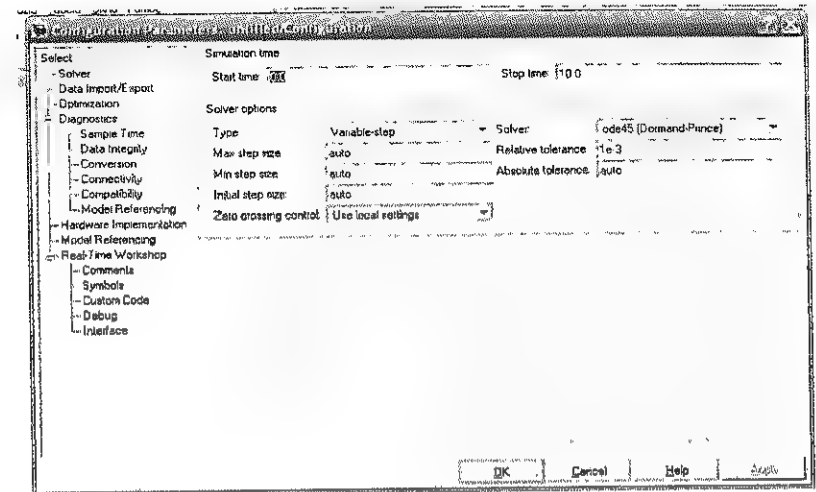 Configuration Parameters: untitled/Configuration
Select
Solver
Data Import/Export
Optimization
Diagnostics
Sample Time
Data Integrity
Conversion
Connectivity
Compatibility
Model Referencing
Hardware Implementation
Model Referencing
Real-Time Workshop
Comments
Symbols
Custom Code
Debug
Interface
Simulation time
Start time: 0.0 Stop time: 10.0
Solver options
Type Variable-step Solver: ode45 (Dormand-Prince)
Max step size auto Relative tolerance 1e-3
Min step size auto Absolute tolerance: auto
Initial step size: auto
Zero crossing control: Use local settings
OK Cancel Help Apply